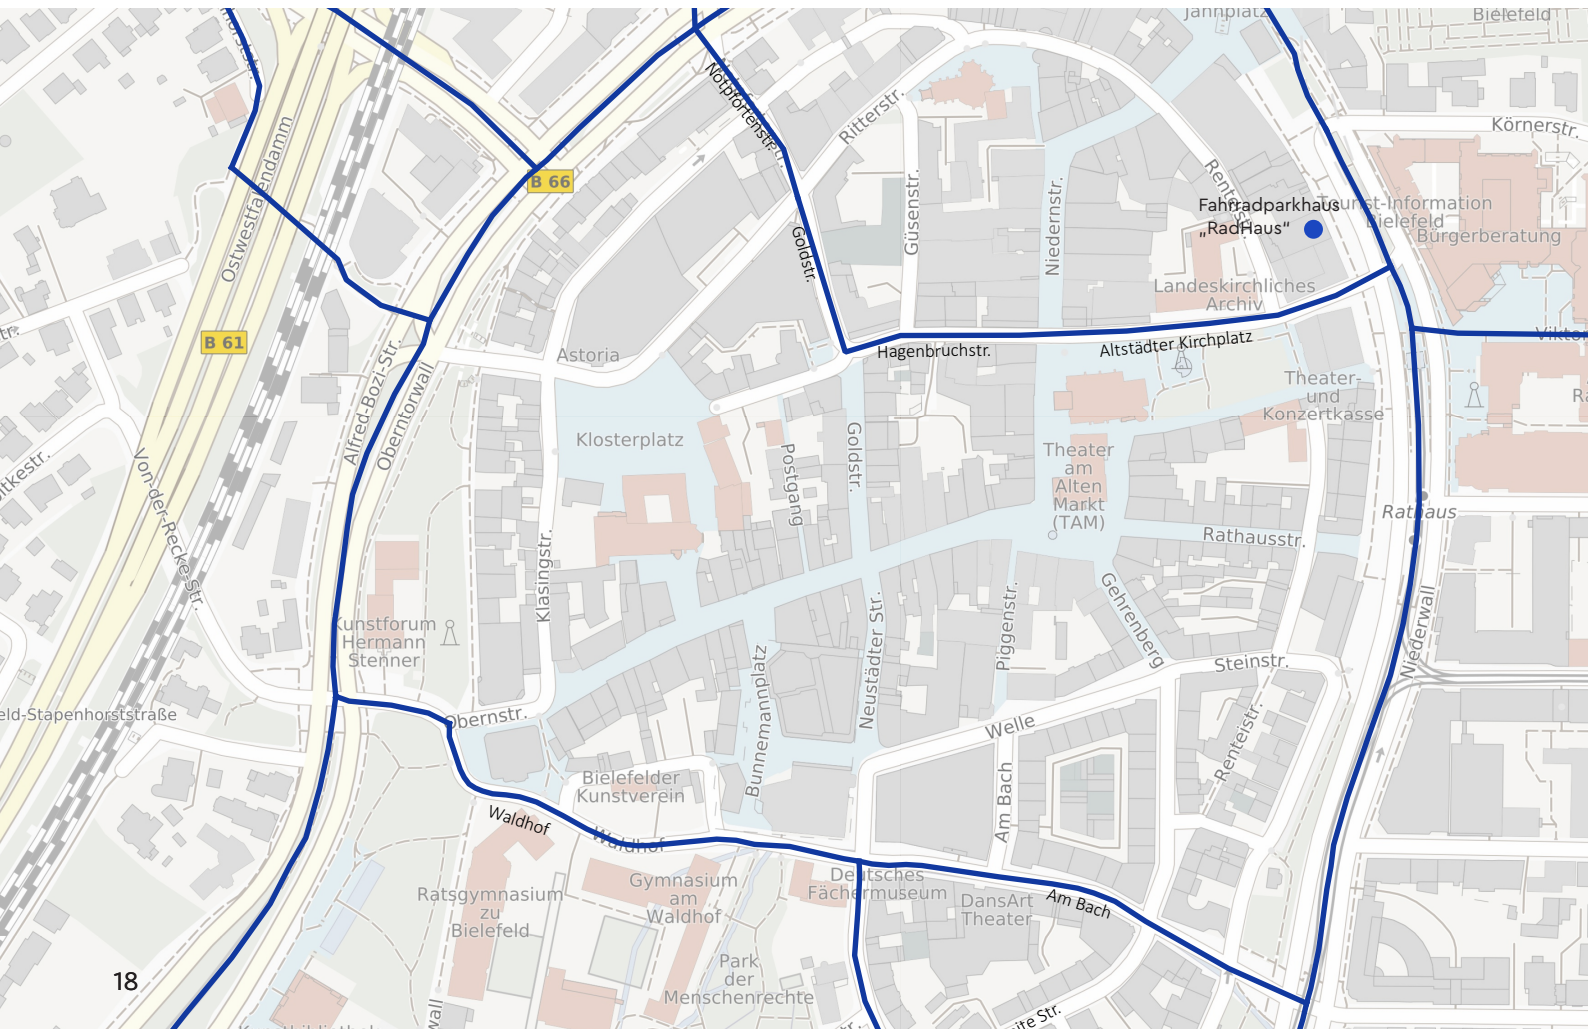 Jahnplatz
Bielefeld
Notpfortenstr.
Ritterstr.
Körnerstr.
Ostwestfalendamm
B 66
Renteistr.
Fahrradparkhaus
„RadHaus“
Tourist-Information
Bielefeld
Bürgerberatung
Goldstr.
Güsenstr.
Niedernstr.
Landeskirchliches
Archiv
B 61
Astoria
Hagenbruchstr.
Altstädter Kirchplatz
Alfred-Bozi-Str.
Oberntorwall
Theater-
und
Konzertkasse
Klosterplatz
Postgang
Goldstr.
Theater
am
Alten
Markt
(TAM)
Von-der-Recke-Str.
Rathaus
Rathausstr.
Klasingstr.
Kunstforum
Hermann
Stenner
Bunnemannplatz
Neustädter Str.
Piggenstr.
Gehrenberg
Niederwall
Steinstr.
eld-Stapenhorststraße
Obernstr.
Welle
Renteistr.
Bielefelder
Kunstverein
Am Bach
Waldhof
Waldhof
Ratsgymnasium
zu
Bielefeld
Gymnasium
am
Waldhof
Deutsches
Fächermuseum
DansArt
Theater
Am Bach
Park
der
Menschenrechte
18